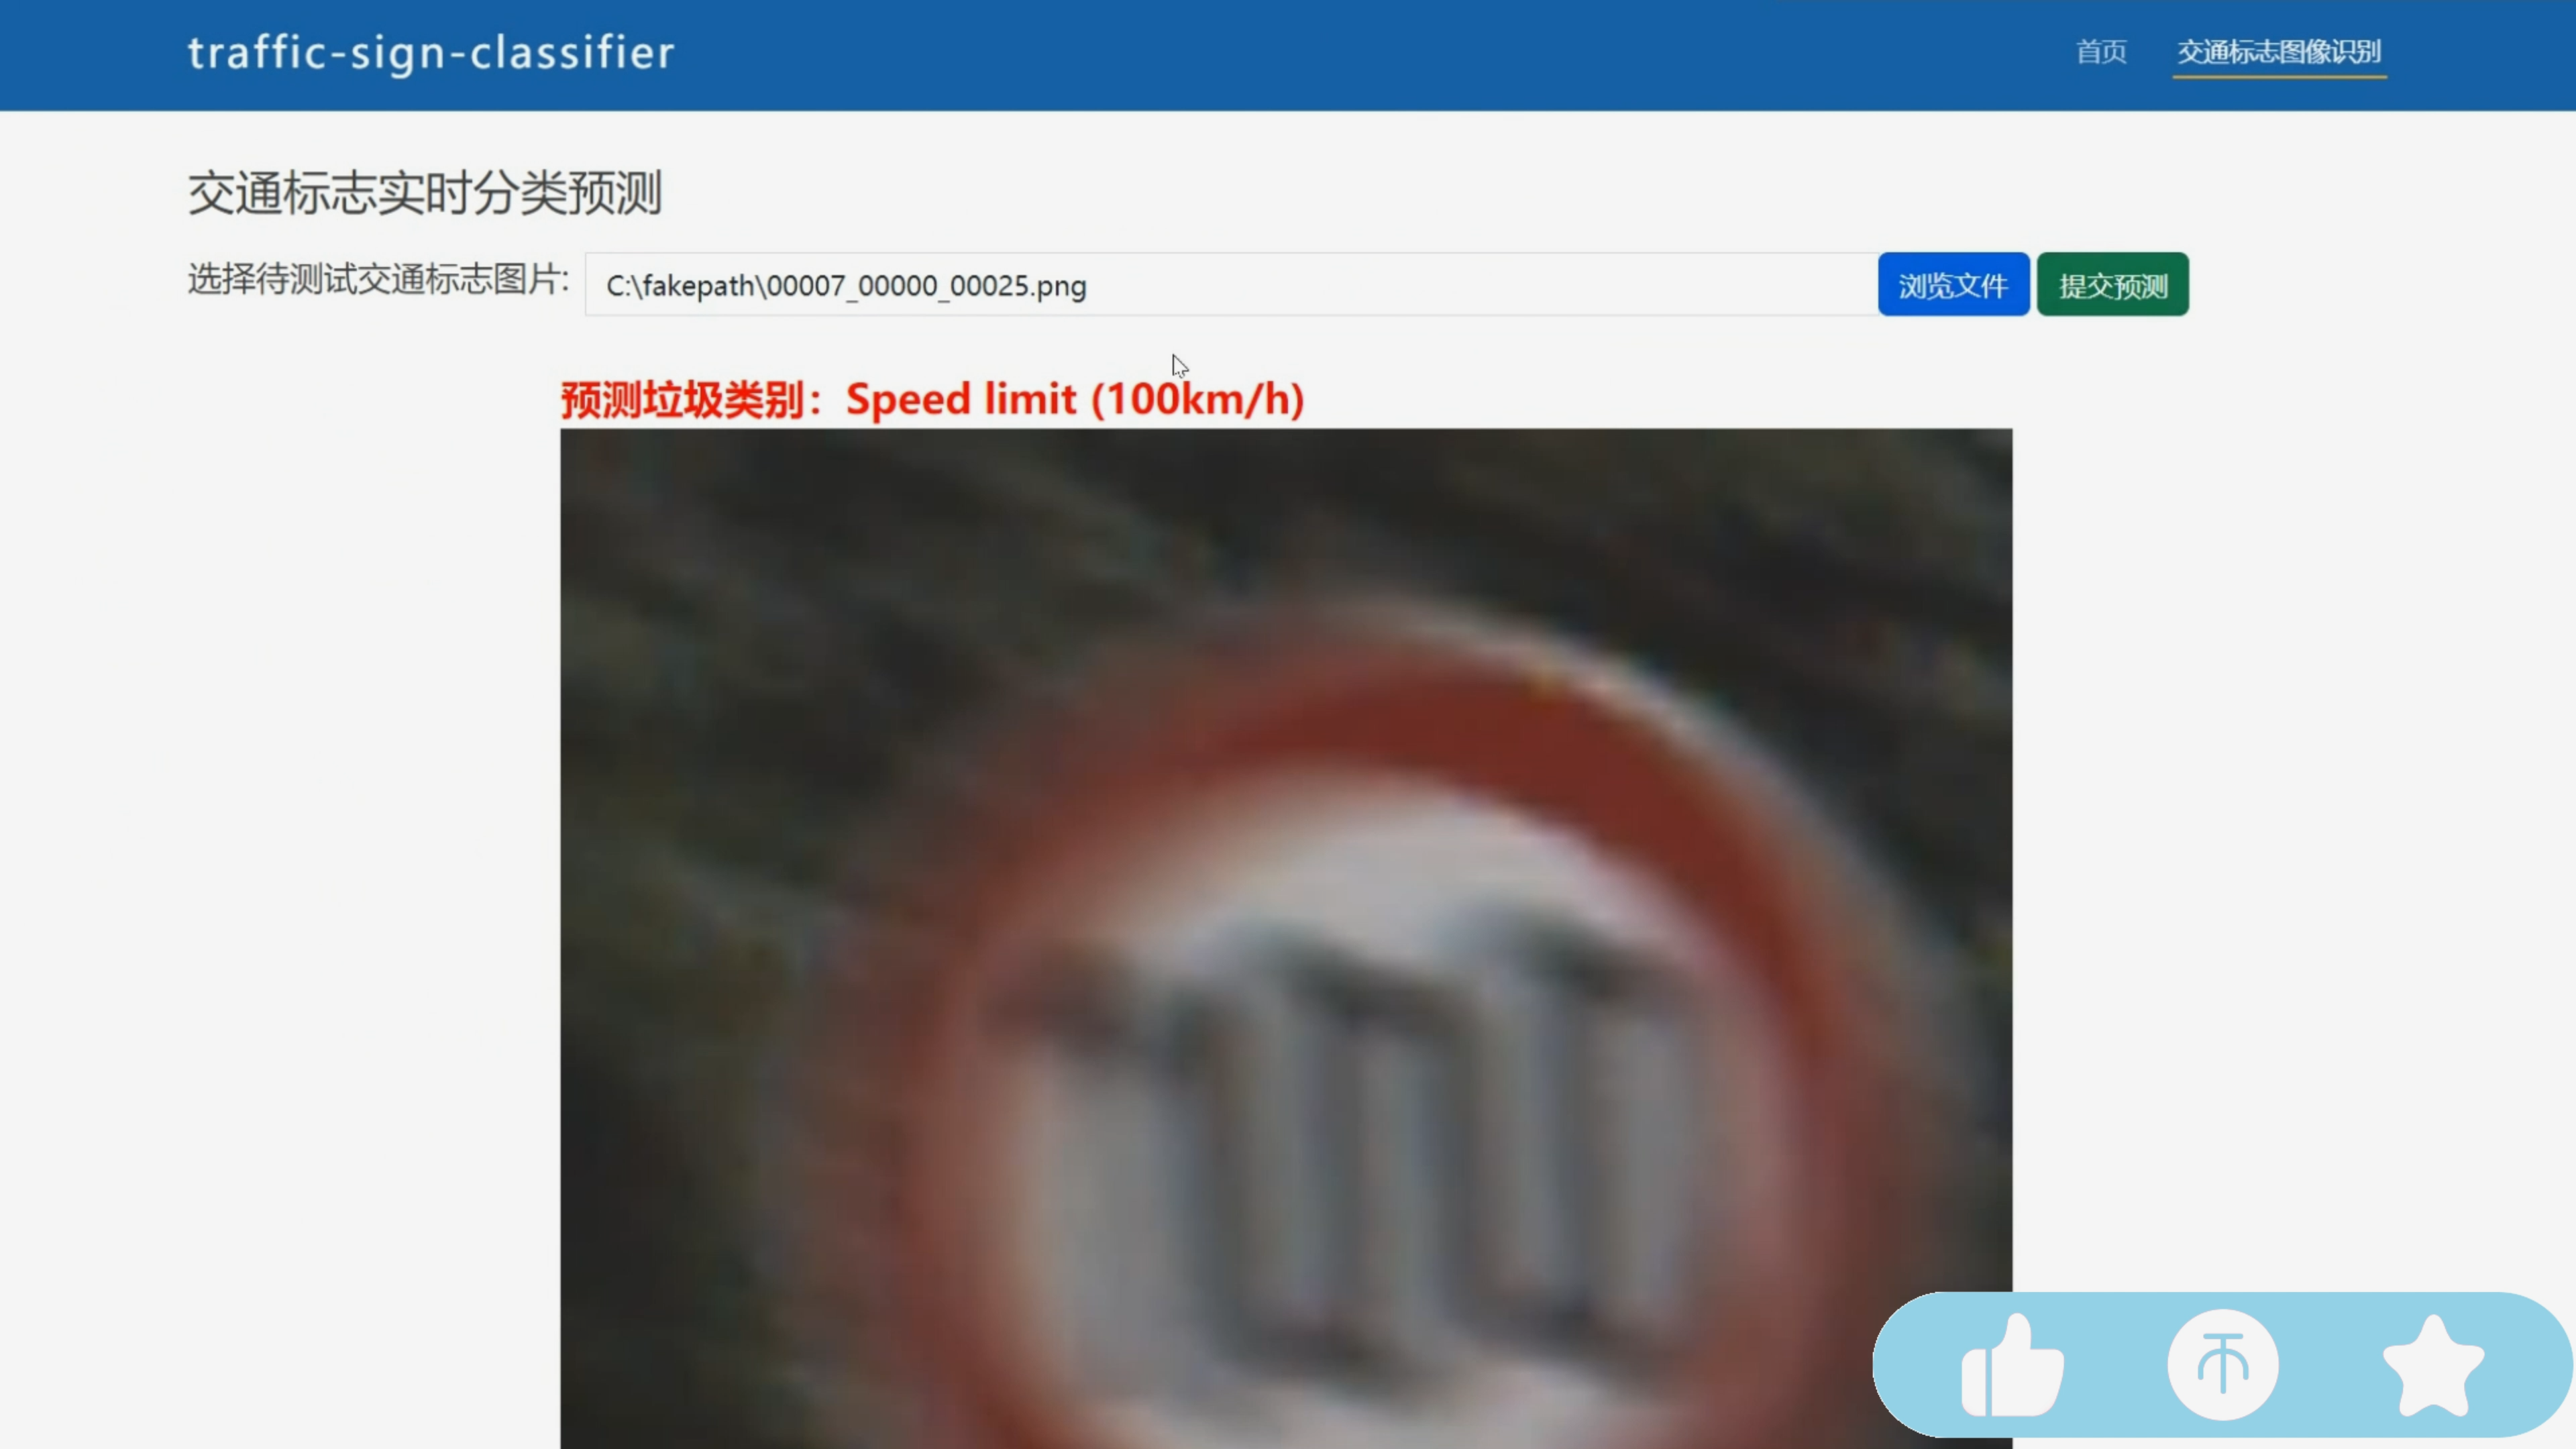 traffic-sign-classifier
首页 交通标志图像识别
交通标志实时分类预测
选择待测试交通标志图片: C:\fakepath\00007_00000_00025.png 浏览文件 提交预测
预测垃圾类别：Speed limit (100km/h)
100